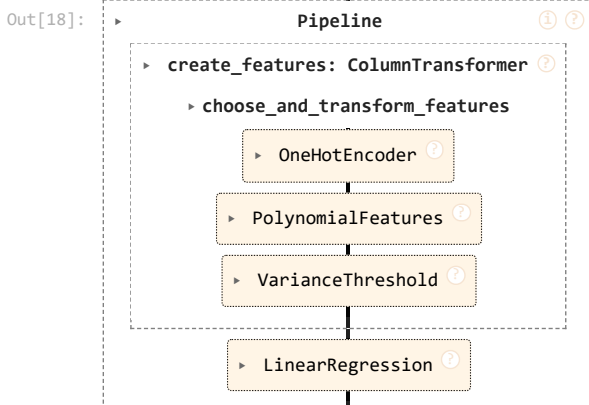 Out[18]:
▸ Pipeline i ?
▸ create_features: ColumnTransformer ?
▸ choose_and_transform_features
▸ OneHotEncoder ?
▸ PolynomialFeatures ?
▸ VarianceThreshold ?
▸ LinearRegression ?